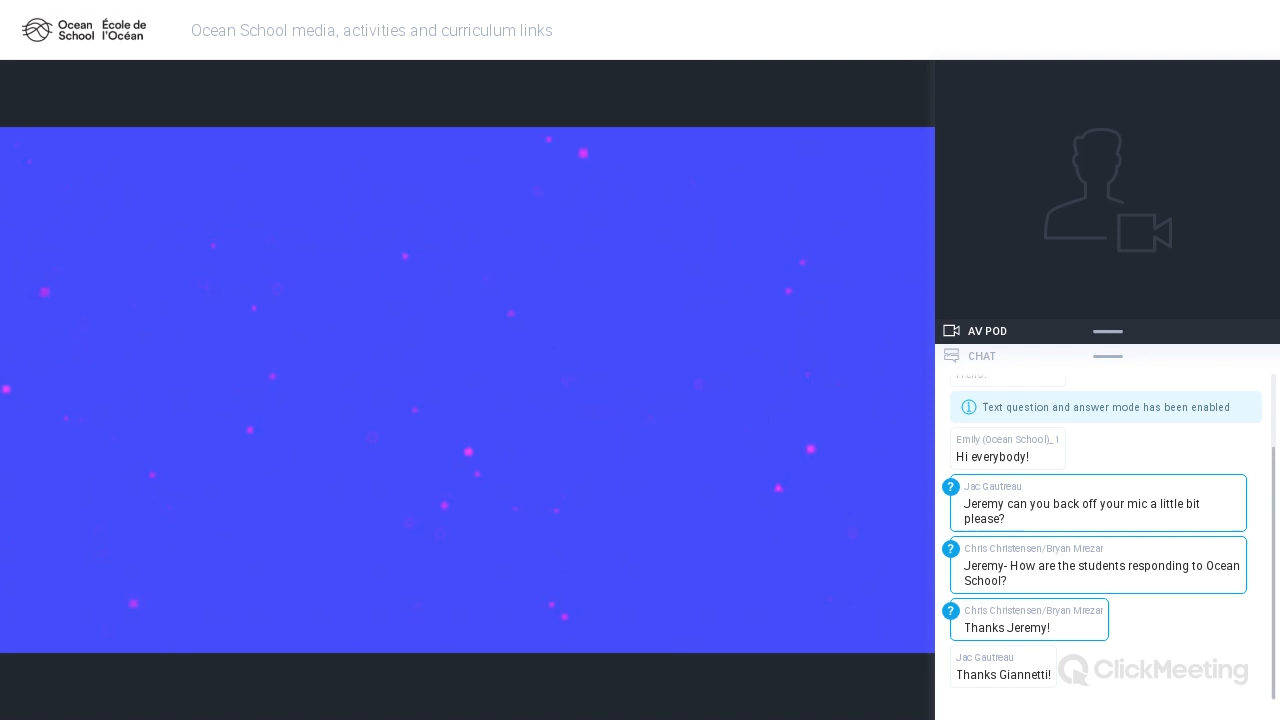 Ocean School
École de l'Océan
Ocean School media, activities and curriculum links
AV POD
CHAT
Text question and answer mode has been enabled
Emily (Ocean School)_1
Hi everybody!
?
Jac Gautreau
Jeremy can you back off your mic a little bit
please?
?
Chris Christensen/Bryan Mrezar
Jeremy- How are the students responding to Ocean
School?
?
Chris Christensen/Bryan Mrezar
Thanks Jeremy!
Jac Gautreau
Thanks Giannetti!
ClickMeeting